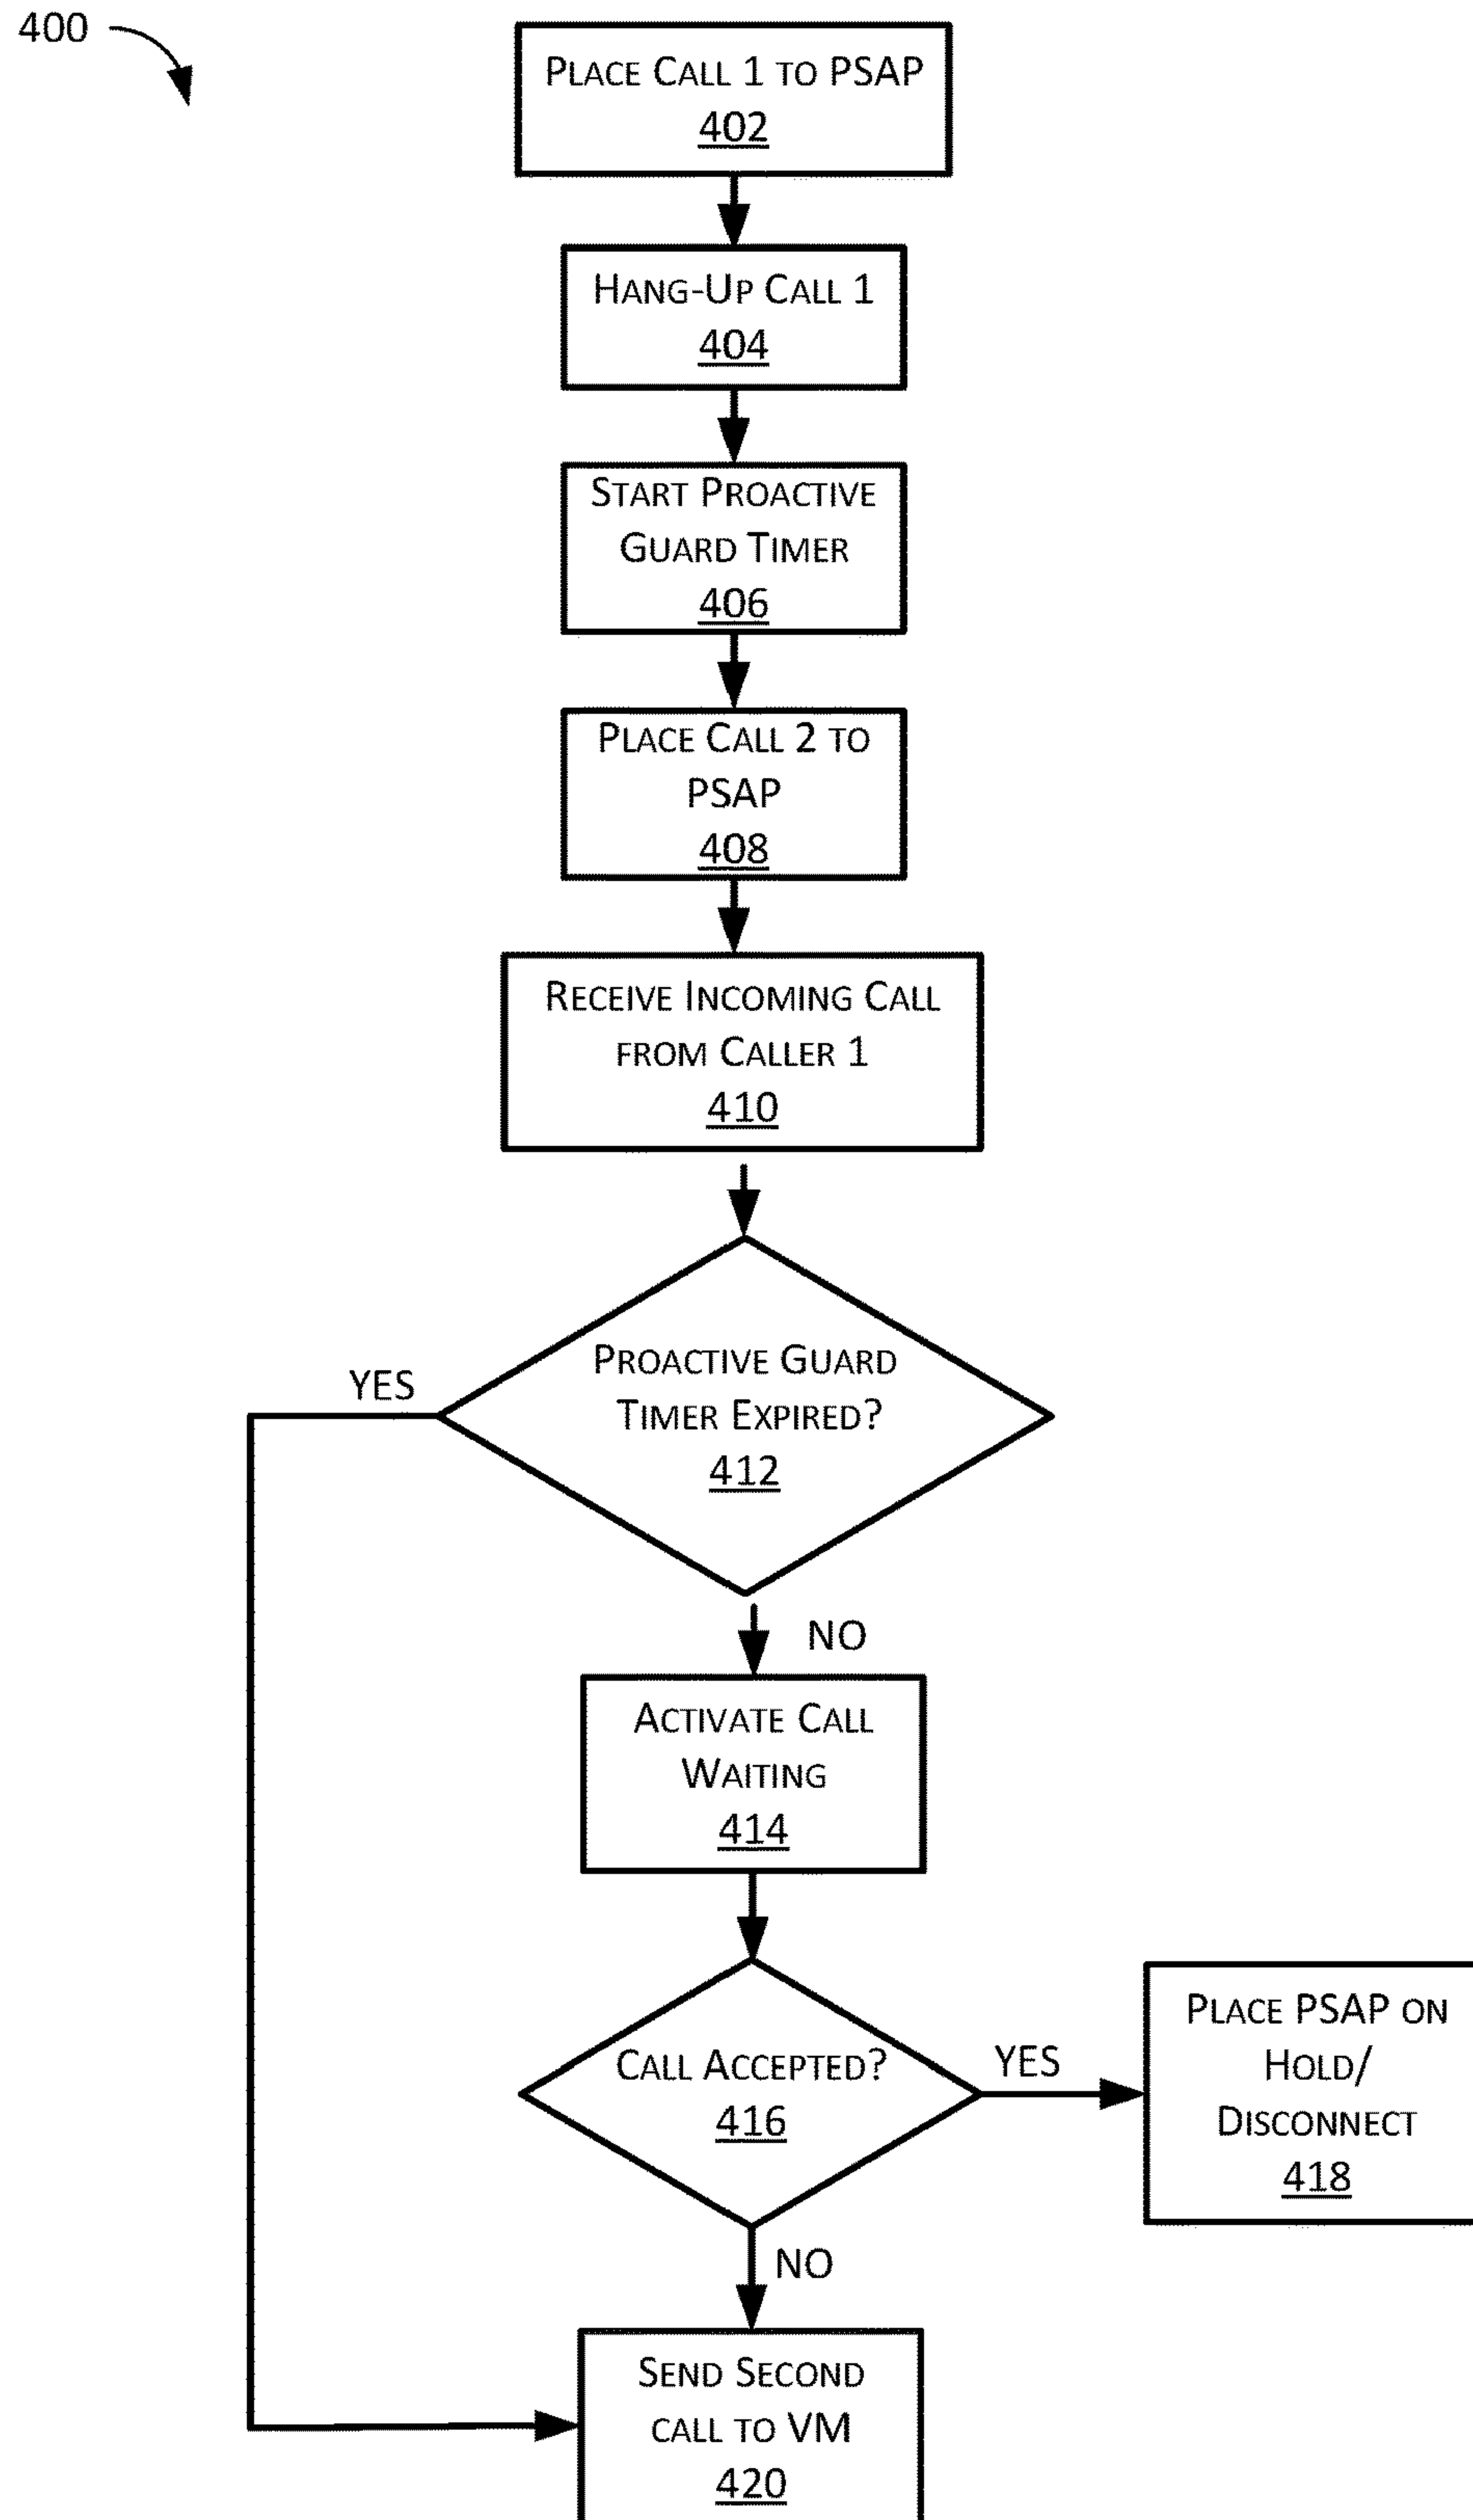 400
PLACE CALL 1 TO PSAP
402
HANG-UP CALL 1
404
START PROACTIVE
GUARD TIMER
406
PLACE CALL 2 TO
PSAP
408
RECEIVE INCOMING CALL
FROM CALLER 1
410
PROACTIVE GUARD
TIMER EXPIRED?
412
YES
NO
ACTIVATE CALL
WAITING
414
CALL ACCEPTED?
416
YES
PLACE PSAP ON
HOLD/
DISCONNECT
418
NO
SEND SECOND
CALL TO VM
420